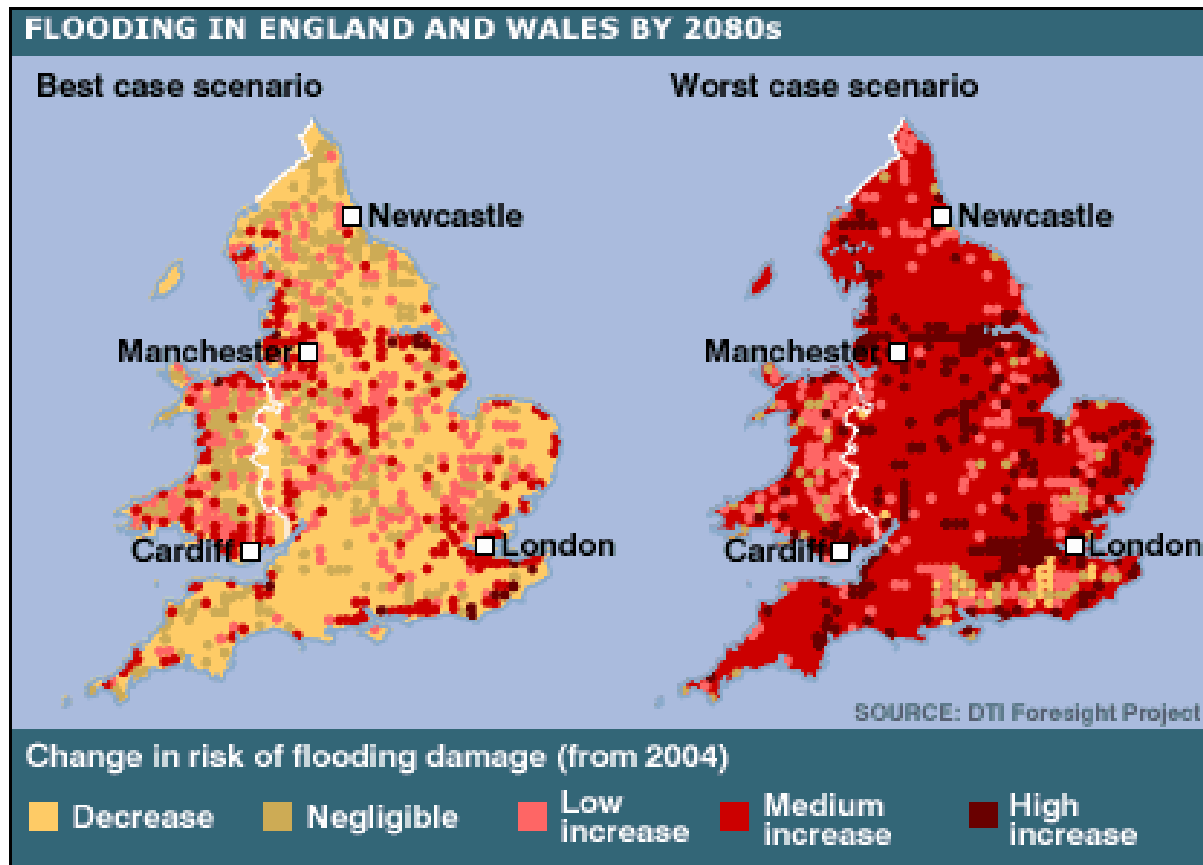 FLOODING IN ENGLAND AND WALES BY 2080s
Best case scenario
Worst case scenario
Newcastle
Newcastle
Manchester
Manchester
Cardiff
London
Cardiff
London
SOURCE: DTI Foresight Project
Change in risk of flooding damage (from 2004)
Decrease
Negligible
Low
increase
Medium
increase
High
increase